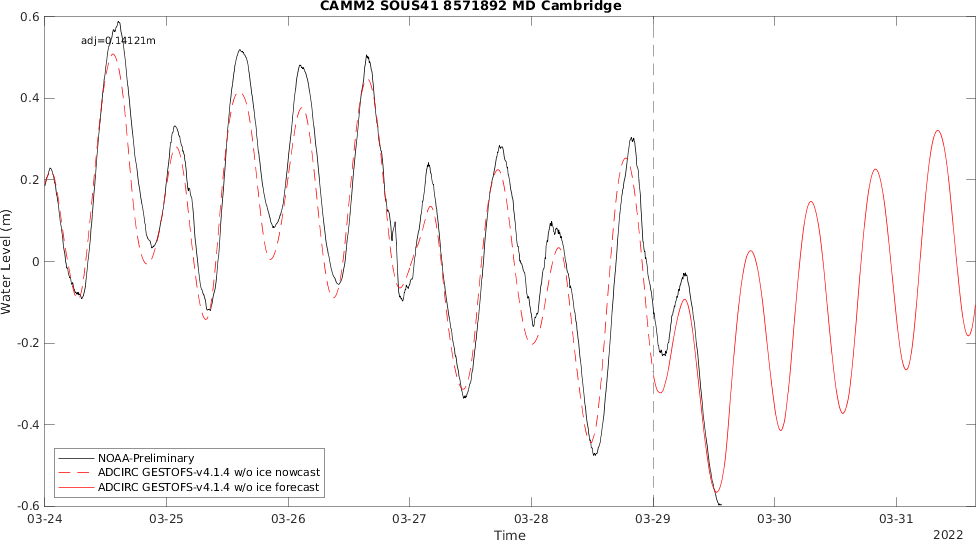 CAMM2 SOUS41 8571892 MD Cambridge
adj=0.14121m
0.6
0.4
0.2
0
-0.2
-0.4
-0.6
Water Level (m)
NOAA-Preliminary
ADCIRC GESTOFS-v4.1.4 w/o ice nowcast
ADCIRC GESTOFS-v4.1.4 w/o ice forecast
03-24 03-25 03-26 03-27 03-28 03-29 03-30 03-31
Time
2022